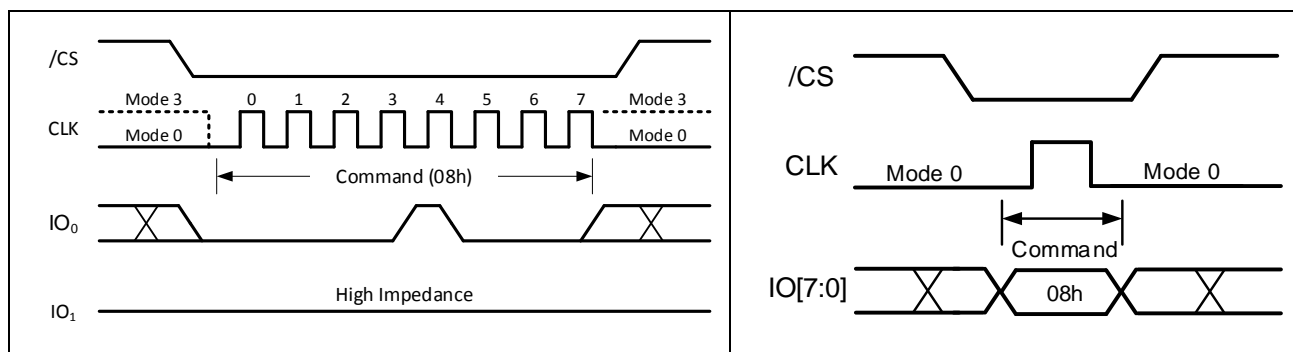 /CS
Mode 3 0 1 2 3 4 5 6 7 Mode 3
CLK
Mode 0 Mode 0
Command (08h)
IO0
High Impedance
IO1
/CS
CLK Mode 0 Mode 0
Command
IO[7:0] 08h